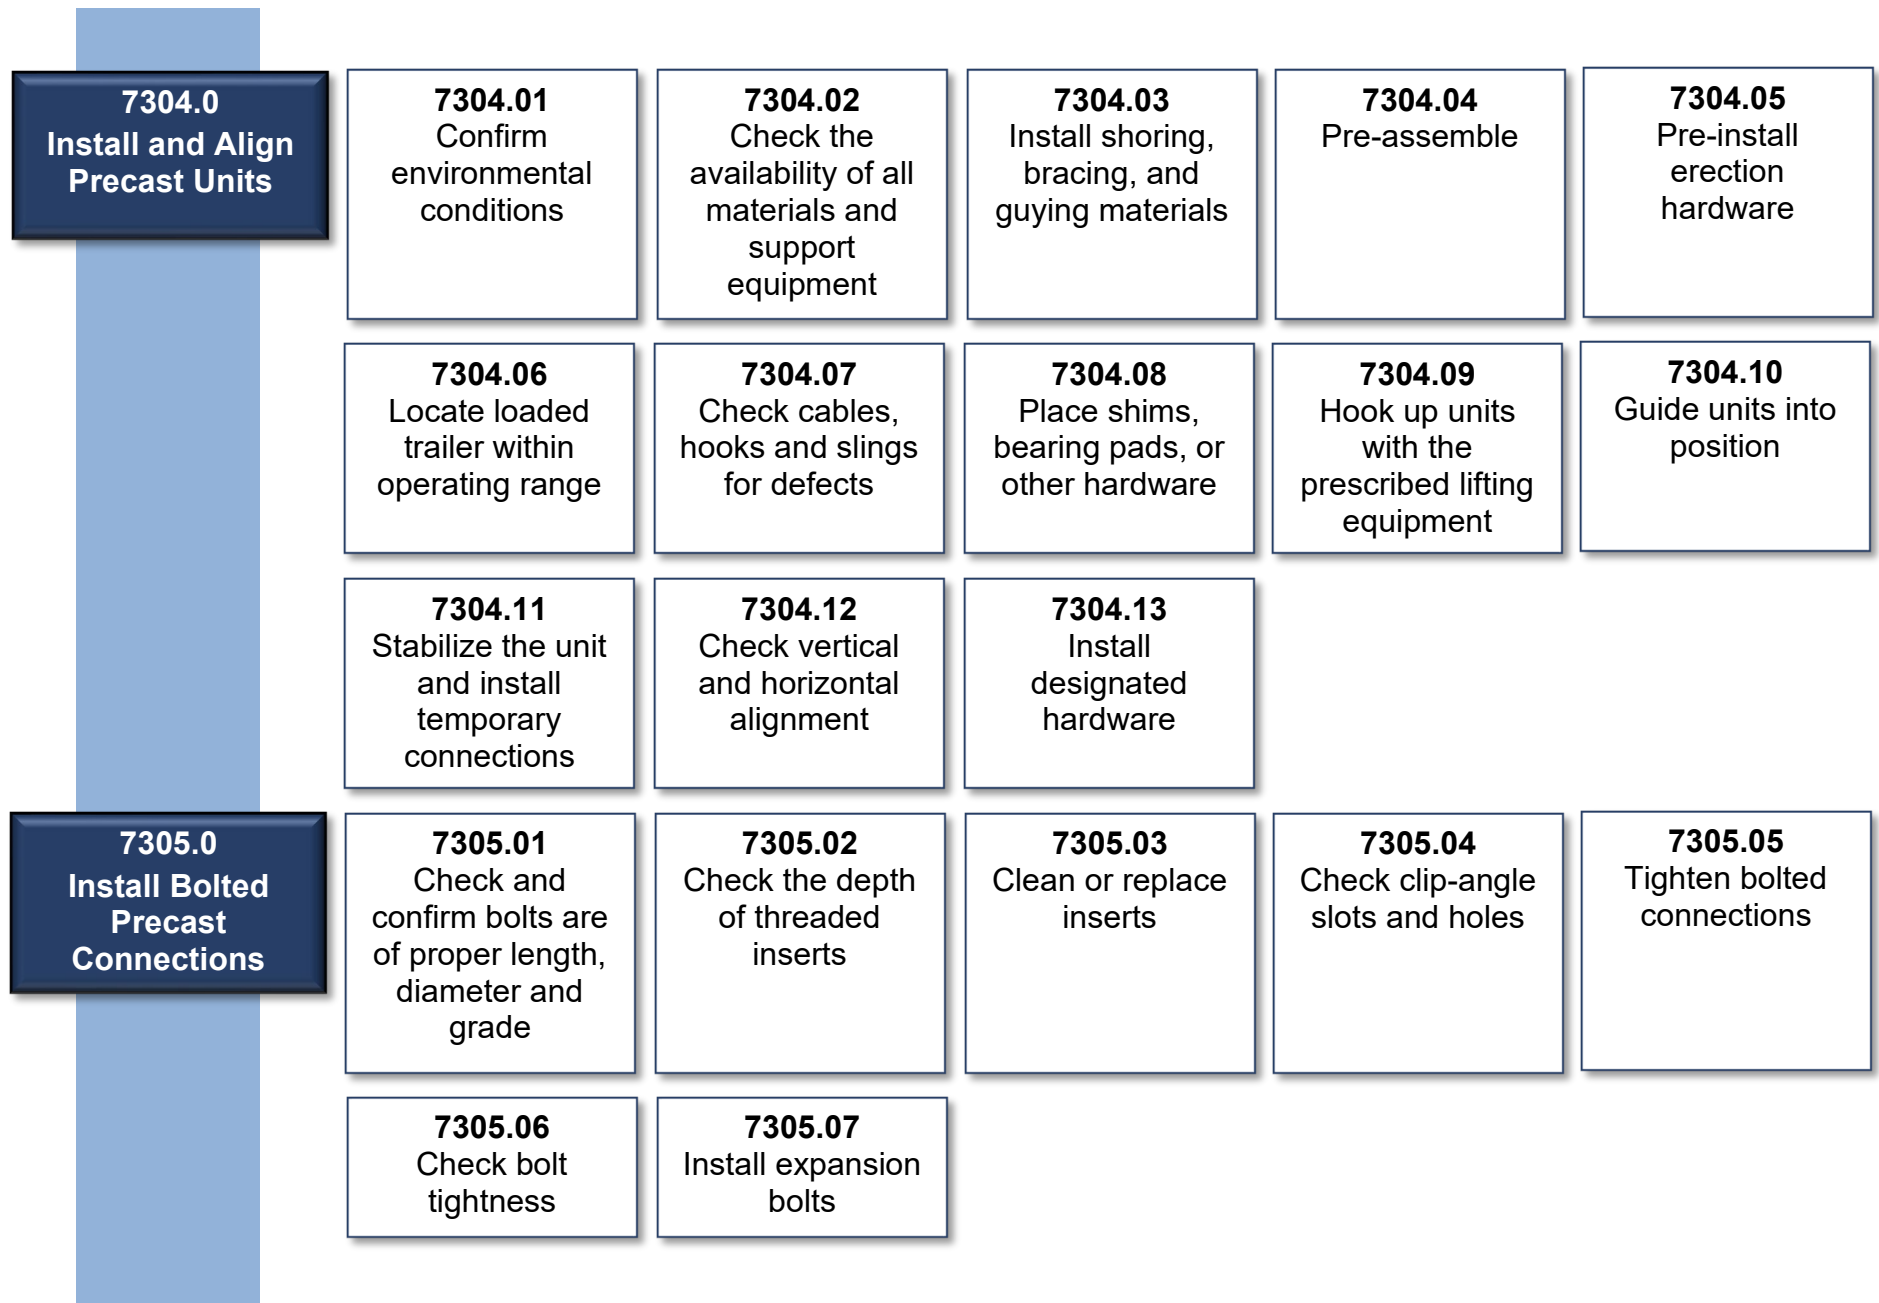 7304.0
Install and Align
Precast Units
7304.01
Confirm
environmental
conditions
7304.02
Check the
availability of all
materials and
support
equipment
7304.03
Install shoring,
bracing, and
guying materials
7304.04
Pre-assemble
7304.05
Pre-install
erection
hardware
7304.06
Locate loaded
trailer within
operating range
7304.07
Check cables,
hooks and slings
for defects
7304.08
Place shims,
bearing pads, or
other hardware
7304.09
Hook up units
with the
prescribed lifting
equipment
7304.10
Guide units into
position
7304.11
Stabilize the unit
and install
temporary
connections
7304.12
Check vertical
and horizontal
alignment
7304.13
Install
designated
hardware
7305.0
Install Bolted
Precast
Connections
7305.01
Check and
confirm bolts are
of proper length,
diameter and
grade
7305.02
Check the depth
of threaded
inserts
7305.03
Clean or replace
inserts
7305.04
Check clip-angle
slots and holes
7305.05
Tighten bolted
connections
7305.06
Check bolt
tightness
7305.07
Install expansion
bolts